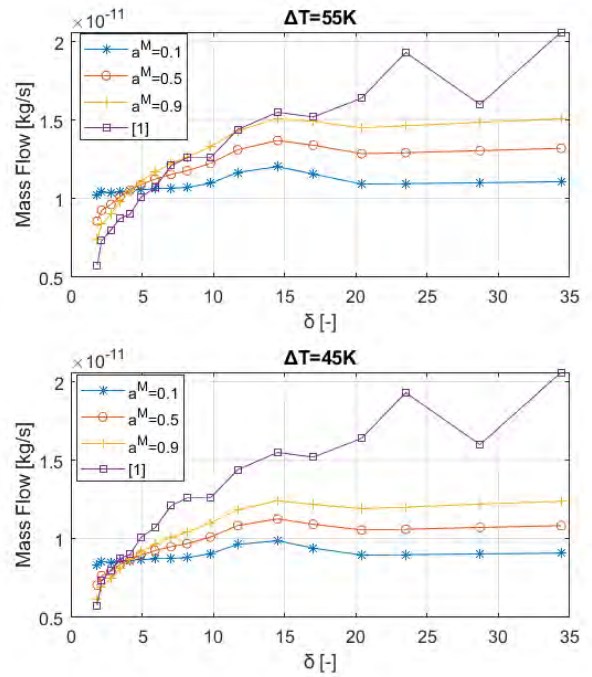 ×10⁻¹¹
ΔT=55K
2
1.5
1
0.5
Mass Flow [kg/s]
aᴹ=0.1
aᴹ=0.5
aᴹ=0.9
[1]
0 5 10 15 20 25 30 35
δ [-]
×10⁻¹¹
ΔT=45K
2
1.5
1
0.5
Mass Flow [kg/s]
aᴹ=0.1
aᴹ=0.5
aᴹ=0.9
[1]
0 5 10 15 20 25 30 35
δ [-]